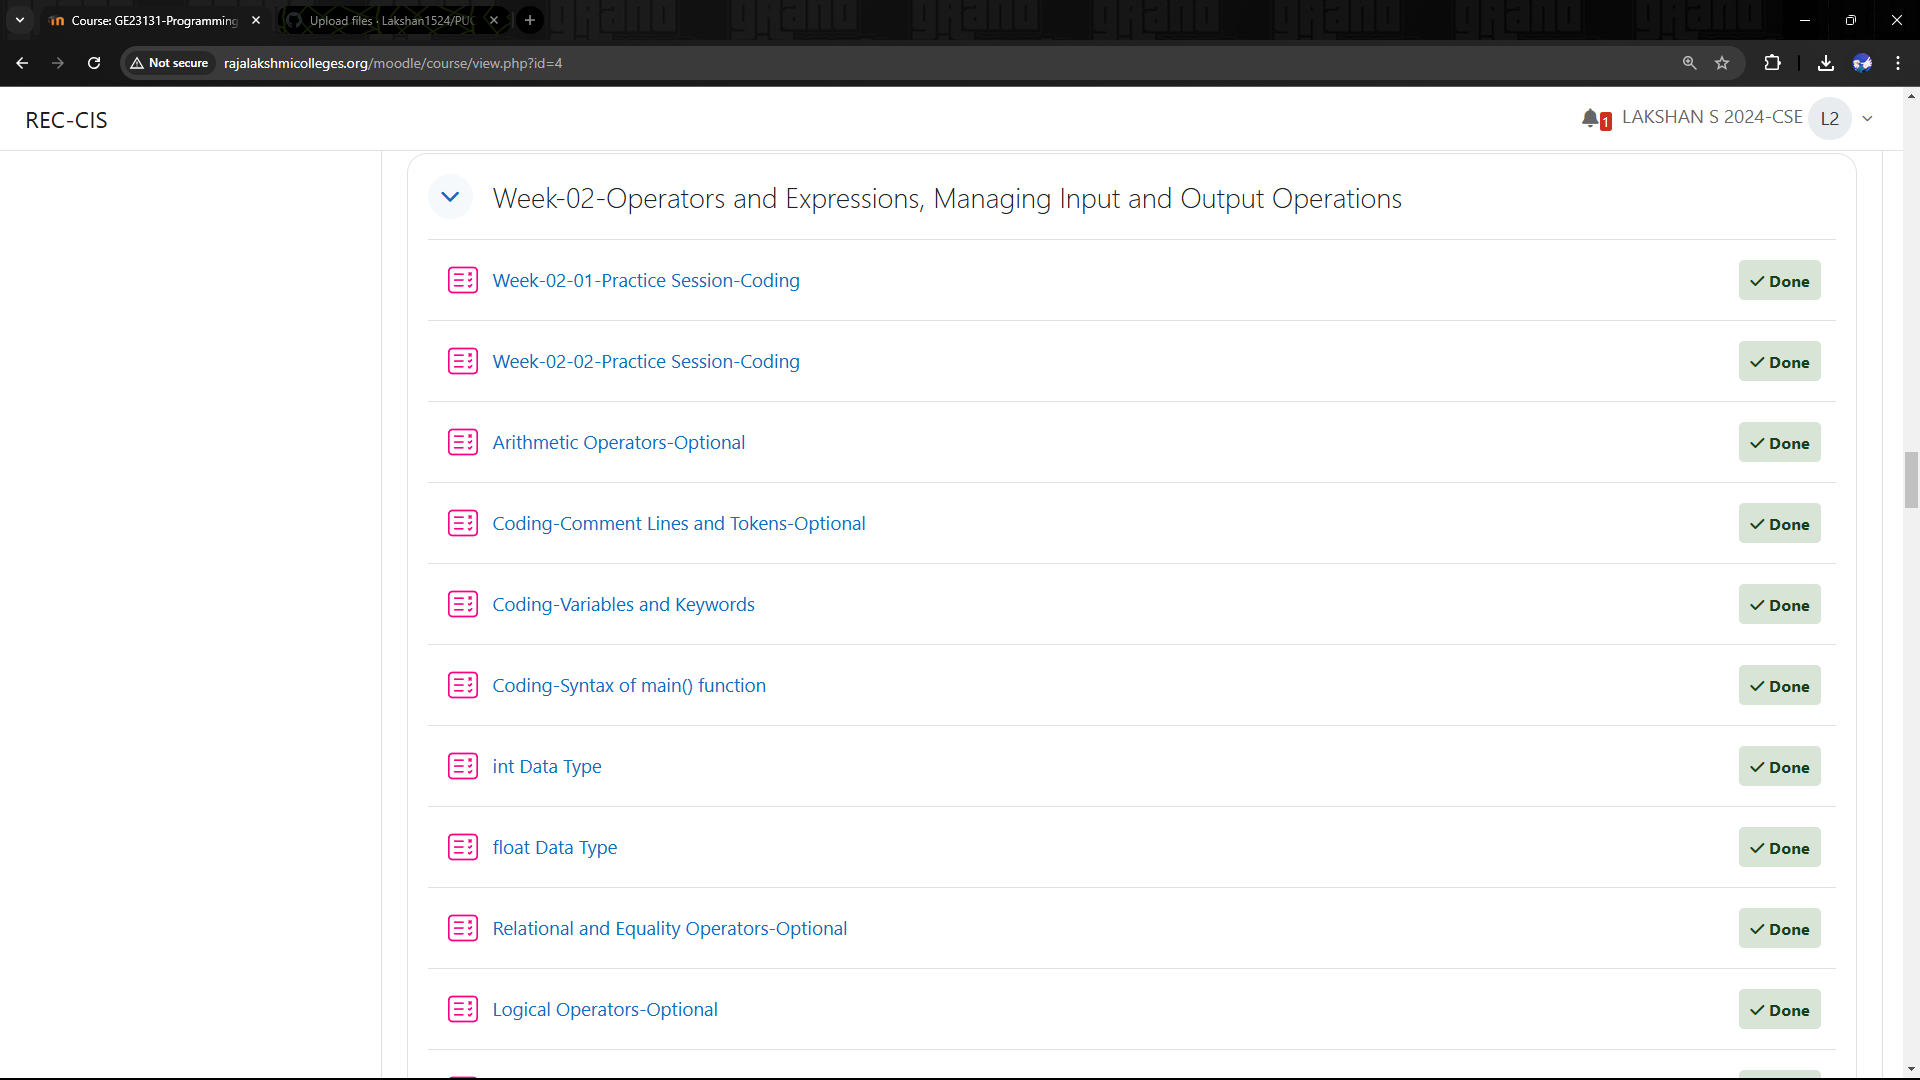 Course: GE23131-Programming
Upload files · Lakshan1524/PUC
Not secure
rajalakshmicolleges.org/moodle/course/view.php?id=4
REC-CIS
1
LAKSHAN S 2024-CSE
L2
Week-02-Operators and Expressions, Managing Input and Output Operations
Week-02-01-Practice Session-Coding
Done
Week-02-02-Practice Session-Coding
Done
Arithmetic Operators-Optional
Done
Coding-Comment Lines and Tokens-Optional
Done
Coding-Variables and Keywords
Done
Coding-Syntax of main() function
Done
int Data Type
Done
float Data Type
Done
Relational and Equality Operators-Optional
Done
Logical Operators-Optional
Done